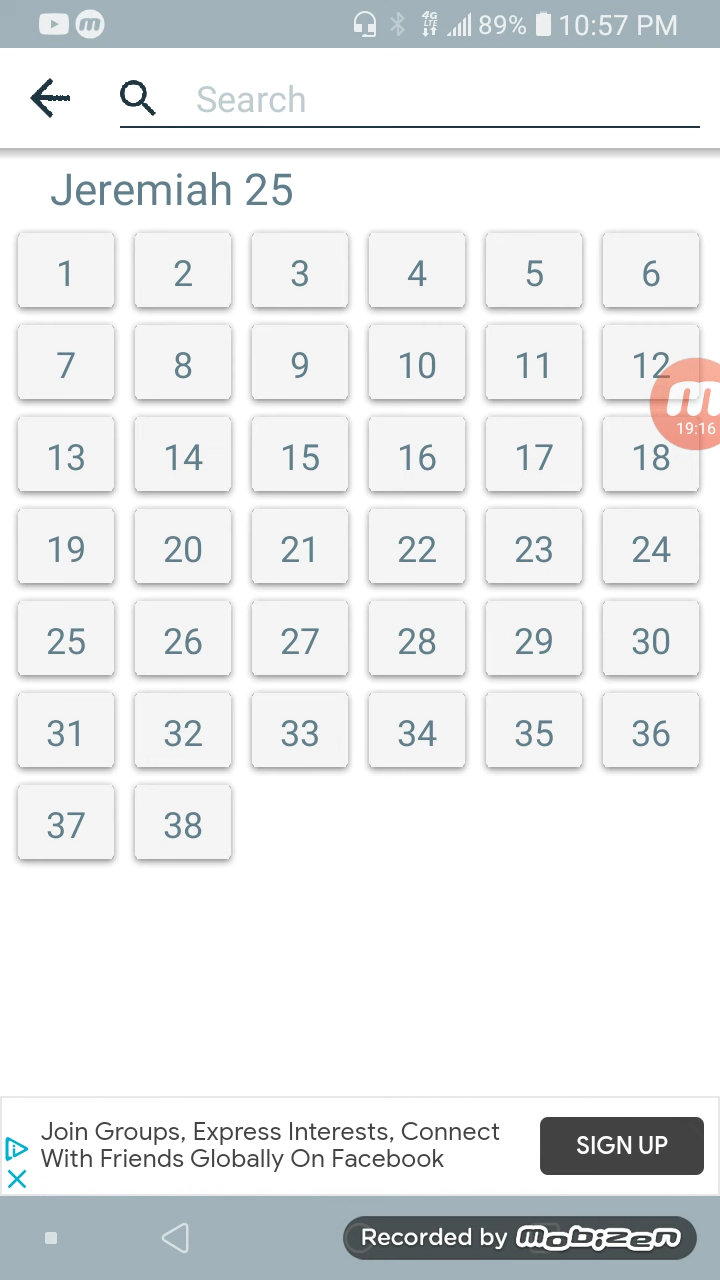 4G LTE 89% 10:57 PM
Search
Jeremiah 25
1 2 3 4 5 6
7 8 9 10 11 12
19:16
13 14 15 16 17 18
19 20 21 22 23 24
25 26 27 28 29 30
31 32 33 34 35 36
37 38
Join Groups, Express Interests, Connect
With Friends Globally On Facebook
SIGN UP
Recorded by mobizen